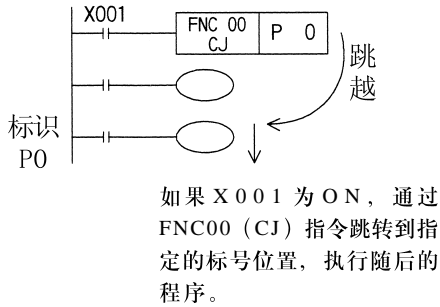 X001
FNC 00
CJ
P 0
跳
越
标识
P0
如果X001为ON，通过
FNC00（CJ）指令跳转到指
定的标号位置，执行随后的
程序。